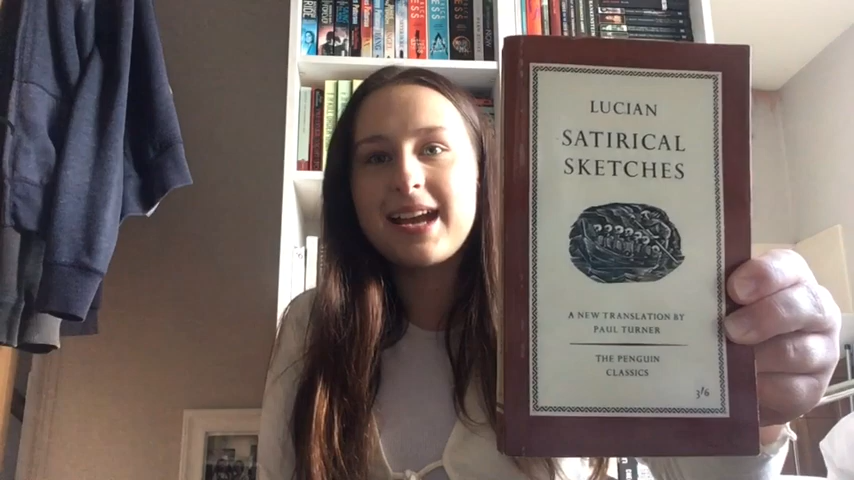 LUCIAN
SATIRICAL
SKETCHES
A NEW TRANSLATION BY
PAUL TURNER
THE PENGUIN
CLASSICS
3/6